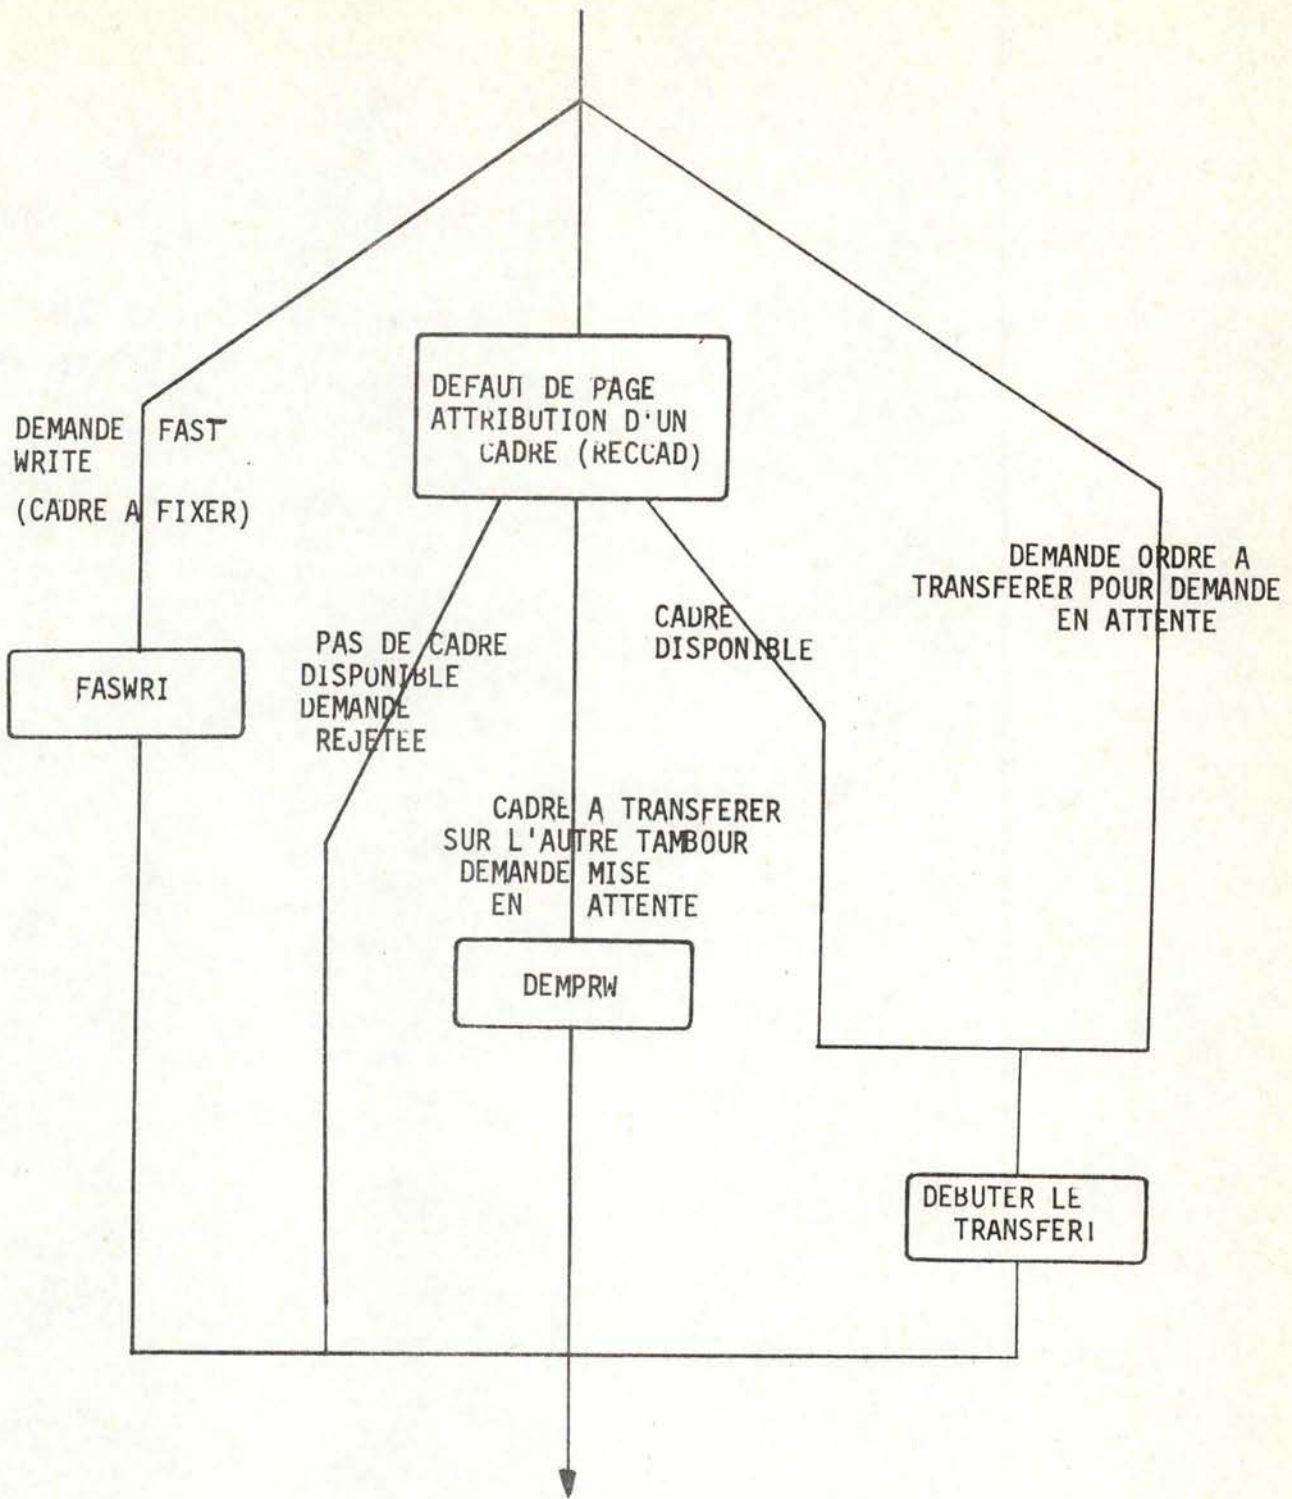 DEFAUT DE PAGE
ATTRIBUTION D'UN
CADRE (RECCAD)
DEMANDE FAST
WRITE
(CADRE A FIXER)
FASWRI
PAS DE CADRE
DISPONIBLE
DEMANDE
REJETEE
CADRE
DISPONIBLE
DEMANDE ORDRE A
TRANSFERER POUR DEMANDE
EN ATTENTE
CADRE A TRANSFERER
SUR L'AUTRE TAMBOUR
DEMANDE MISE
EN ATTENTE
DEMPRW
DEBUTER LE
TRANSFERT